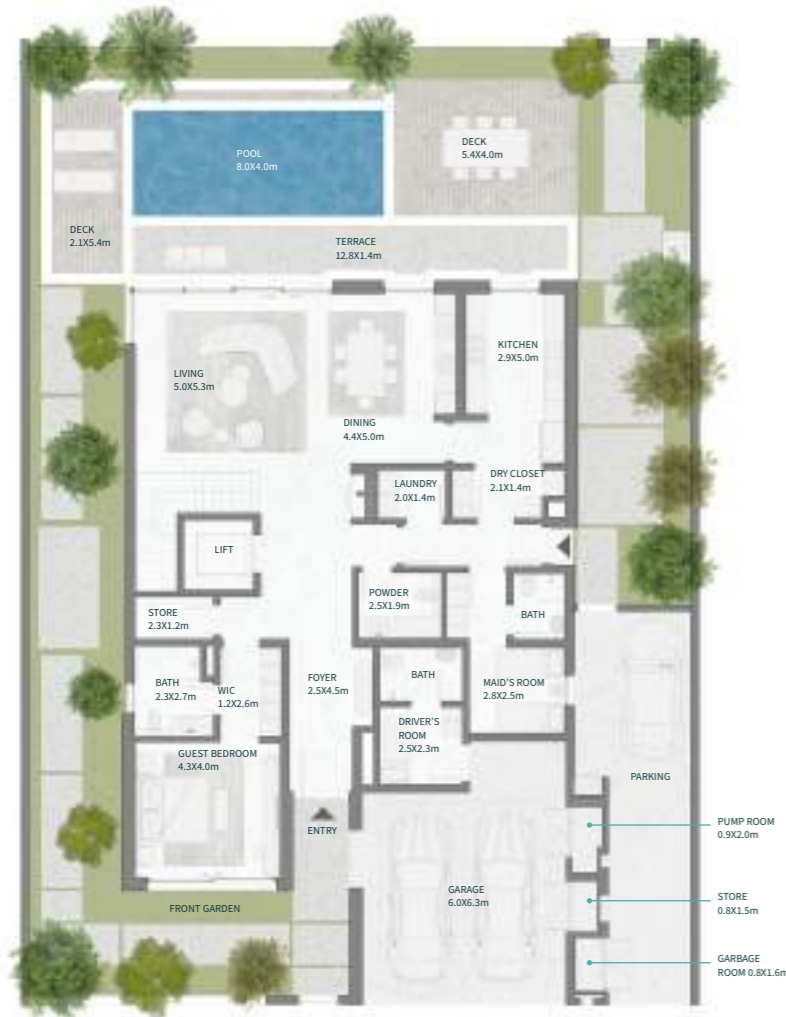 POOL
8.0X4.0m
DECK
5.4X4.0m
DECK
2.1X5.4m
TERRACE
12.8X1.4m
LIVING
5.0X5.3m
DINING
4.4X5.0m
KITCHEN
2.9X5.0m
LAUNDRY
2.0X1.4m
DRY CLOSET
2.1X1.4m
LIFT
STORE
2.3X1.2m
POWDER
2.5X1.9m
BATH
BATH
2.3X2.7m
WIC
1.2X2.6m
FOYER
2.5X4.5m
BATH
MAID'S ROOM
2.8X2.5m
DRIVER'S
ROOM
2.5X2.3m
GUEST BEDROOM
4.3X4.0m
PARKING
ENTRY
PUMP ROOM
0.9X2.0m
GARAGE
6.0X6.3m
STORE
0.8X1.5m
FRONT GARDEN
GARBAGE
ROOM 0.8X1.6m